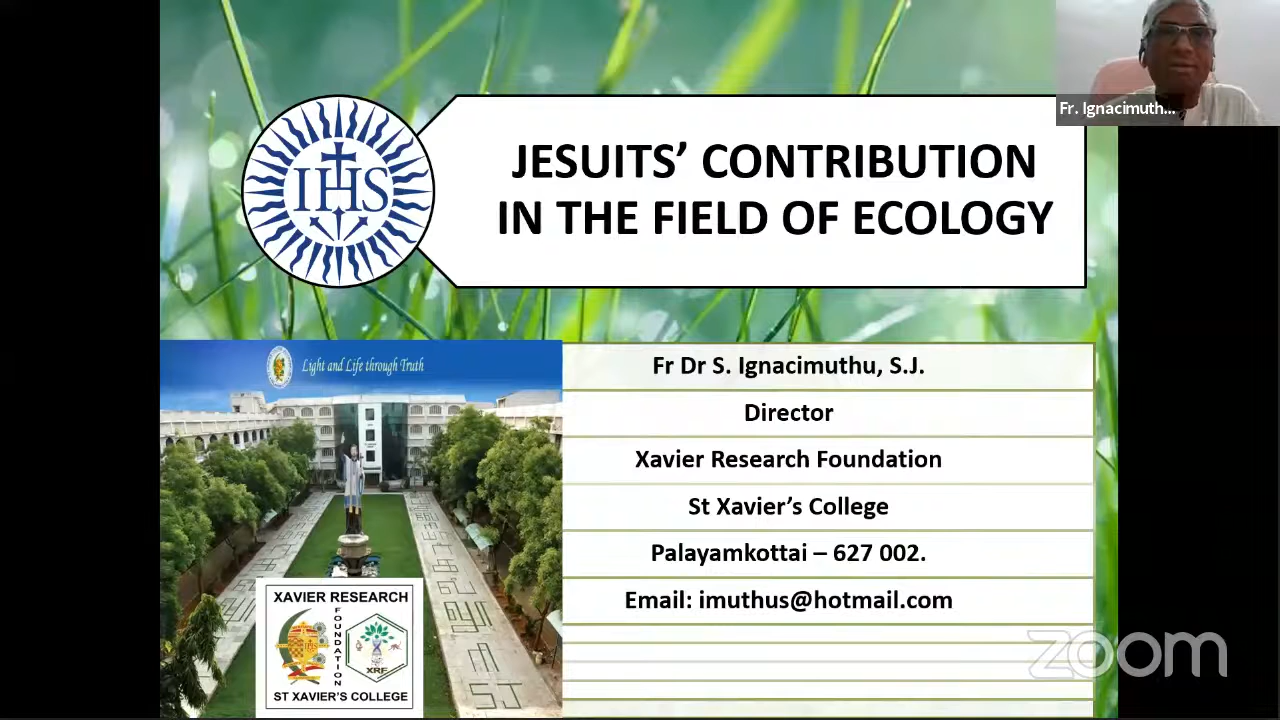 Fr. Ignacimuth...
IHS
JESUITS' CONTRIBUTION
IN THE FIELD OF ECOLOGY
Light and Life through Truth
Fr Dr S. Ignacimuthu, S.J.
Director
Xavier Research Foundation
St Xavier's College
Palayamkottai – 627 002.
Email: imuthus@hotmail.com
XAVIER RESEARCH
FOUNDATION
XRF
ST XAVIER'S COLLEGE
SJ
zoom